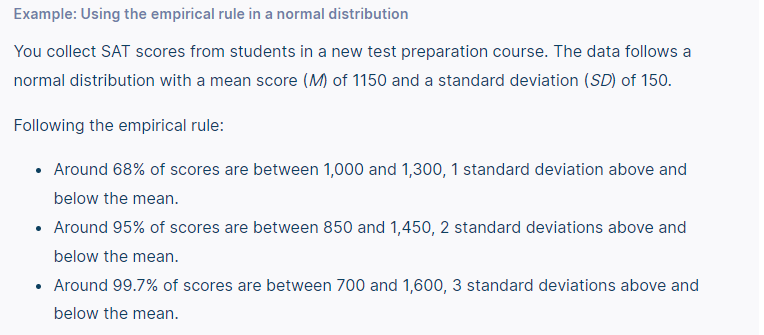 Example: Using the empirical rule in a normal distribution
You collect SAT scores from students in a new test preparation course. The data follows a
normal distribution with a mean score (M) of 1150 and a standard deviation (SD) of 150.
Following the empirical rule:
• Around 68% of scores are between 1,000 and 1,300, 1 standard deviation above and
below the mean.
• Around 95% of scores are between 850 and 1,450, 2 standard deviations above and
below the mean.
• Around 99.7% of scores are between 700 and 1,600, 3 standard deviations above and
below the mean.